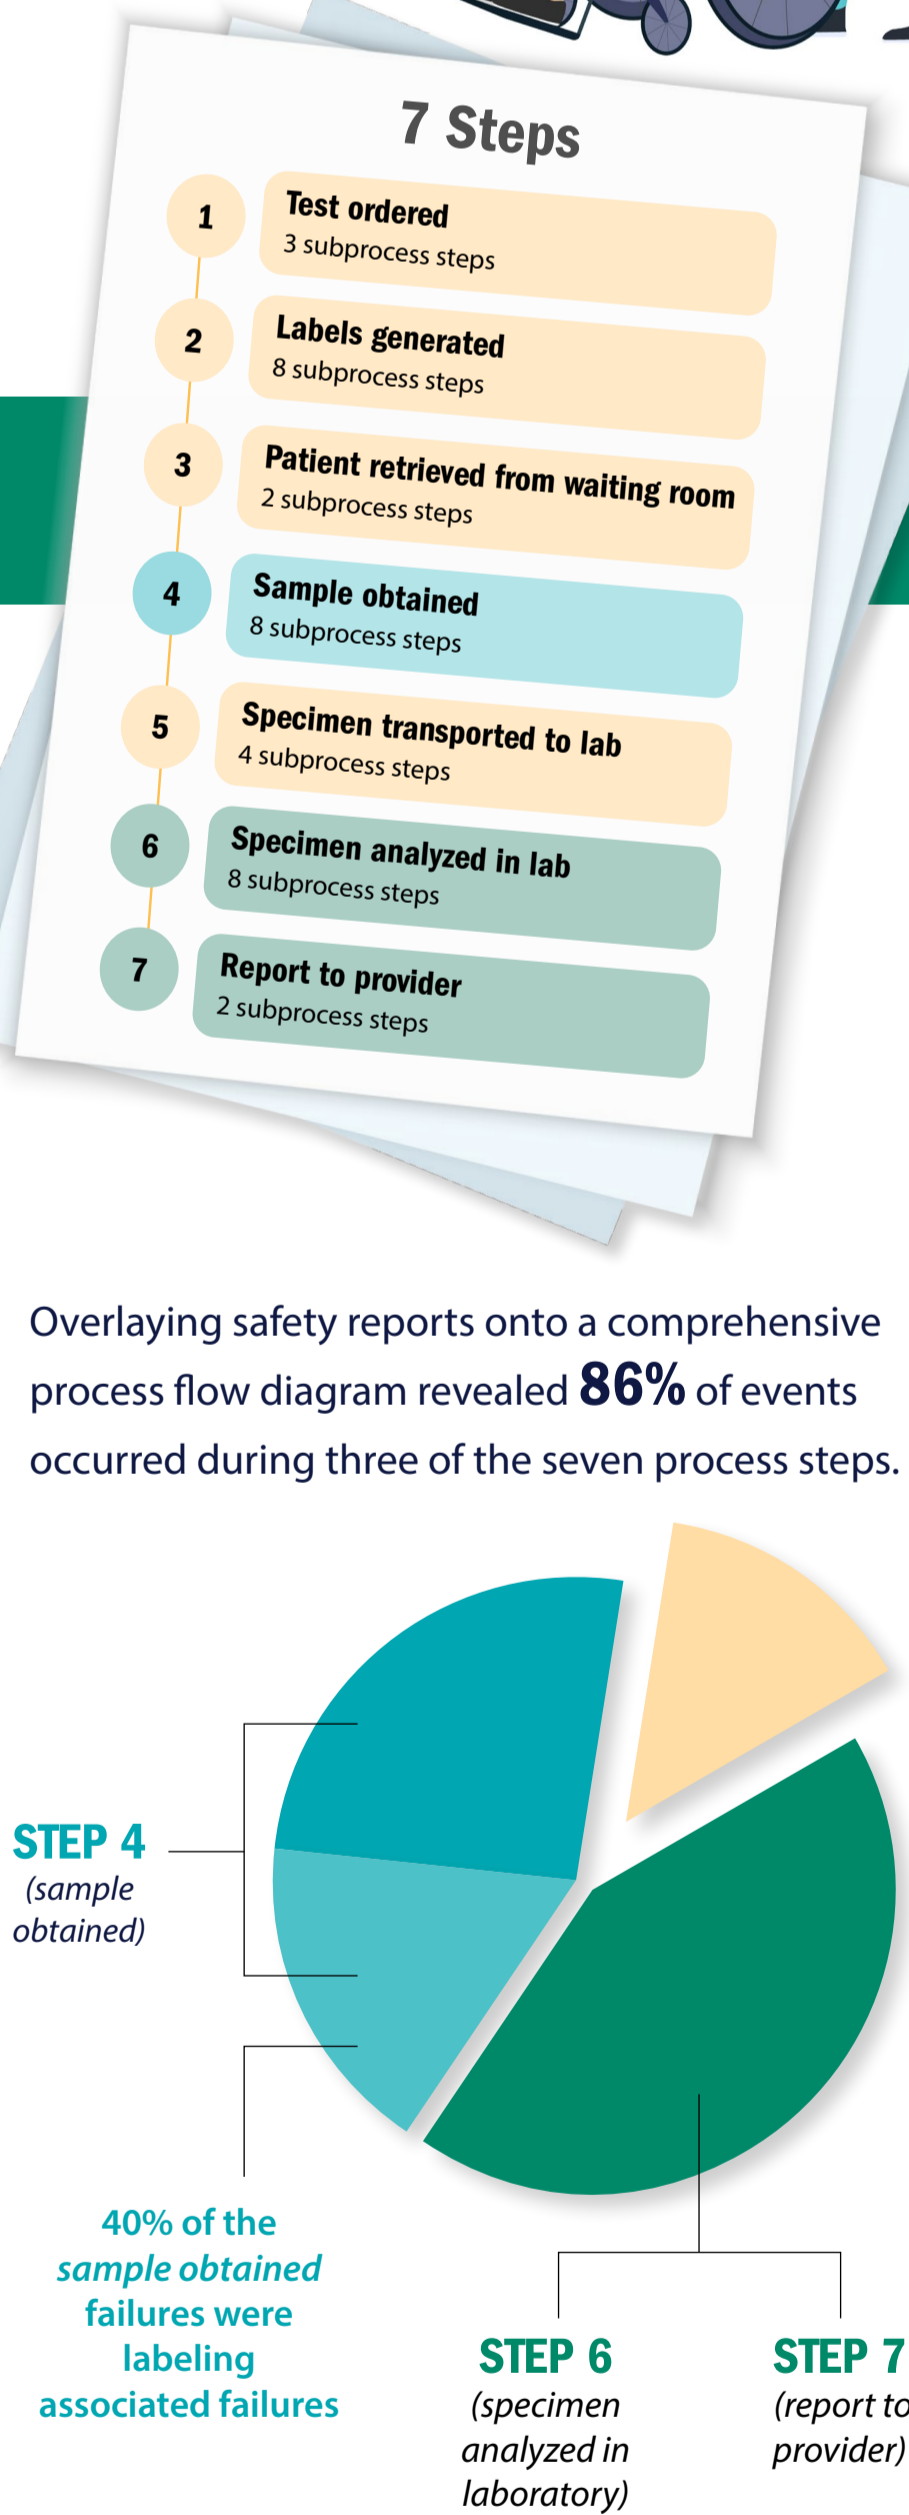 7 Steps
1
Test ordered
3 subprocess steps
2
Labels generated
8 subprocess steps
3
Patient retrieved from waiting room
2 subprocess steps
4
Sample obtained
8 subprocess steps
5
Specimen transported to lab
4 subprocess steps
6
Specimen analyzed in lab
8 subprocess steps
7
Report to provider
2 subprocess steps
Overlaying safety reports onto a comprehensive
process flow diagram revealed 86% of events
occurred during three of the seven process steps.
STEP 4
(sample
obtained)
40% of the
sample obtained
failures were
labeling
associated failures
STEP 6
(specimen
analyzed in
laboratory)
STEP 7
(report to
provider)